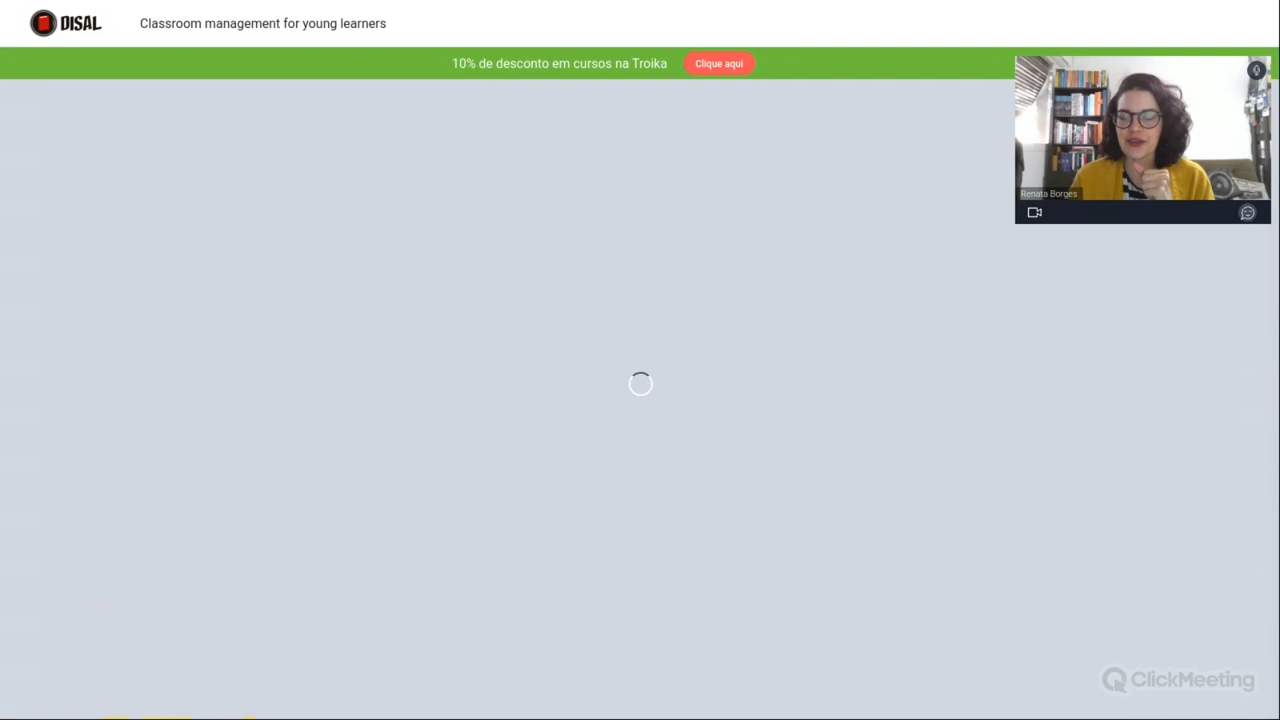 DISAL
Classroom management for young learners
10% de desconto em cursos na Troika
Clique aqui
Renata Borges
ClickMeeting